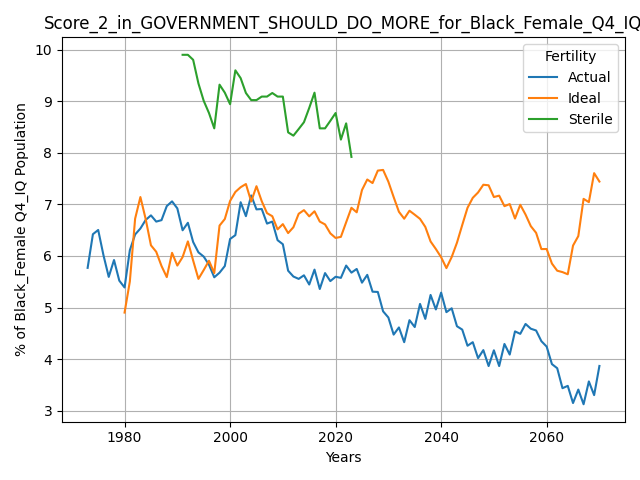 Score_2_in_GOVERNMENT_SHOULD_DO_MORE_for_Black_Female_Q4_IQ
Fertility
Actual
Ideal
Sterile
10
9
8
7
6
5
4
3
% of Black_Female Q4_IQ Population
1980 2000 2020 2040 2060
Years